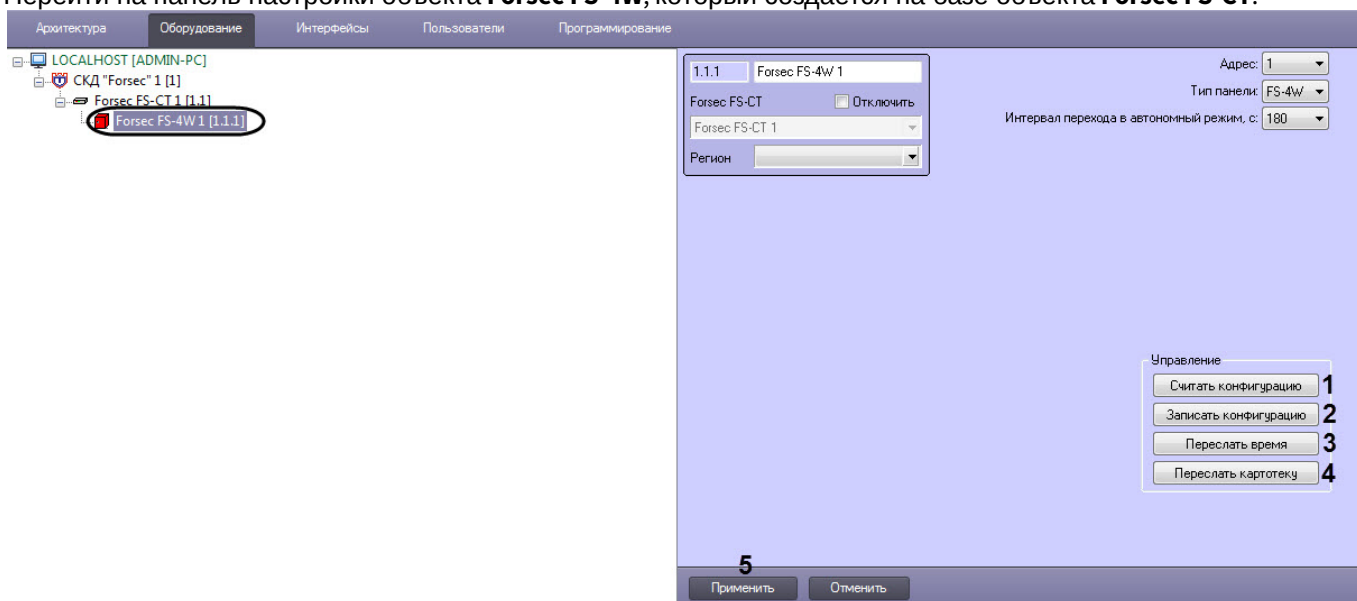 Перейти на панель настройки объекта Forsec FS-4W, который создается на базе объекта Forsec FS-CT.
Архитектура Оборудование Интерфейсы Пользователи Программирование
LOCALHOST [ADMIN-PC]
СКД "Forsec" 1 [1]
Forsec FS-CT 1 [1.1]
Forsec FS-4W 1 [1.1.1]
1.1.1 Forsec FS-4W 1
Forsec FS-CT Отключить
Forsec FS-CT 1
Регион
Адрес: 1
Тип панели: FS-4W
Интервал перехода в автономный режим, с: 180
Управление
Считать конфигурацию 1
Записать конфигурацию 2
Переслать время 3
Переслать картотеку 4
5
Применить Отменить